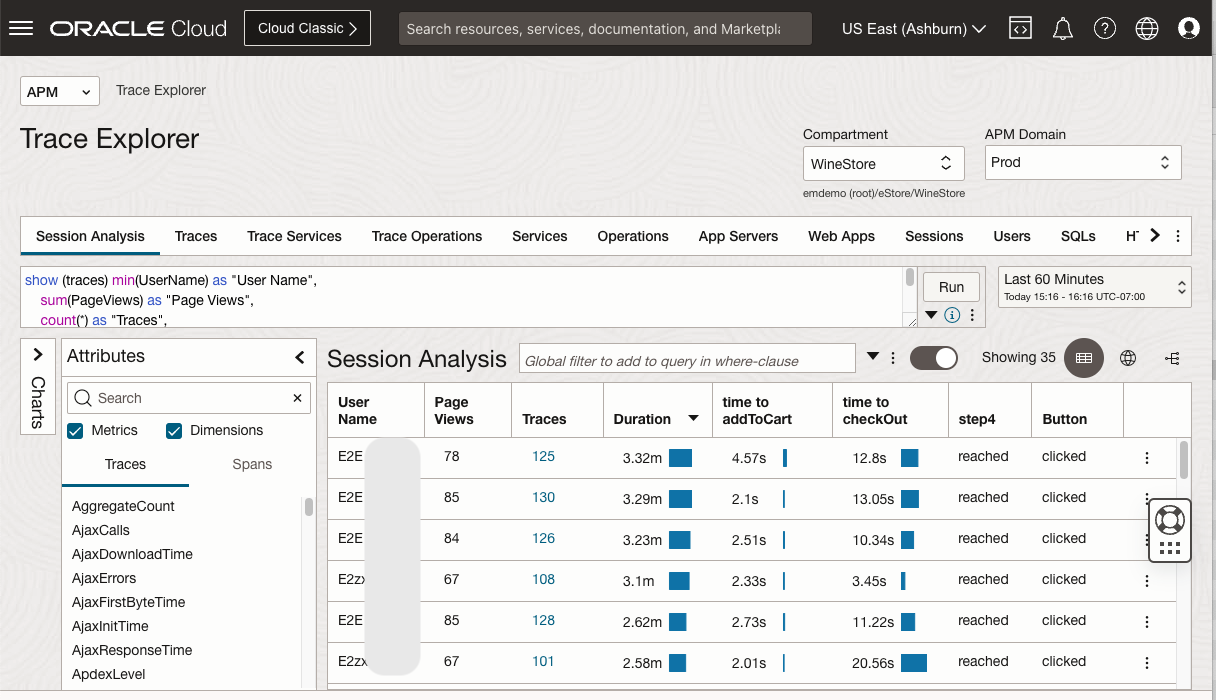 ORACLE Cloud
Cloud Classic
Search resources, services, documentation, and Marketpla
US East (Ashburn)
APM
Trace Explorer
Trace Explorer
Compartment
WineStore
emdemo (root)/eStore/WineStore
APM Domain
Prod
Session Analysis Traces Trace Services Trace Operations Services Operations App Servers Web Apps Sessions Users SQLs
show (traces) min(UserName) as "User Name",
sum(PageViews) as "Page Views",
count(*) as "Traces",
Run
Last 60 Minutes
Today 15:16 - 16:16 UTC-07:00
Charts
Attributes
Search
Metrics Dimensions
Traces Spans
AggregateCount
AjaxCalls
AjaxDownloadTime
AjaxErrors
AjaxFirstByteTime
AjaxInitTime
AjaxResponseTime
ApdexLevel
Session Analysis
Global filter to add to query in where-clause
Showing 35
User Name Page Views Traces Duration time to addToCart time to checkOut step4 Button
E2E 78 125 3.32m 4.57s 12.8s reached clicked
E2E 85 130 3.29m 2.1s 13.05s reached clicked
E2E 84 126 3.23m 2.51s 10.34s reached clicked
E2zx 67 108 3.1m 2.33s 3.45s reached clicked
E2E 85 128 2.62m 2.73s 11.22s reached clicked
E2zx 67 101 2.58m 2.01s 20.56s reached clicked